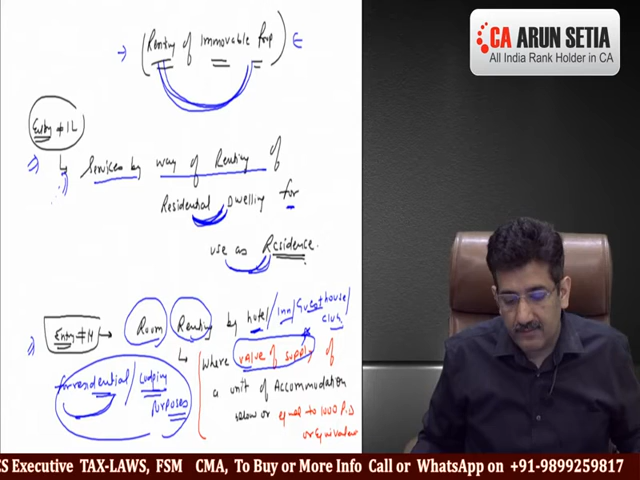 CA ARUN SETIA
All India Rank Holder in CA
(Renting of Immovable Prop)
Entry # 12
Services by way of Renting of
Residential Dwelling for
use as Residence.
Entry # 14 → Room Renting by hotel / Inn / Guest house /
club
where value of supply of
for residential / Lodging
purposes
a unit of Accommodation
below or equal to 1000 P.D
or equivalent
CS Executive TAX-LAWS, FSM CMA, To Buy or More Info Call or WhatsApp on +91-9899259817